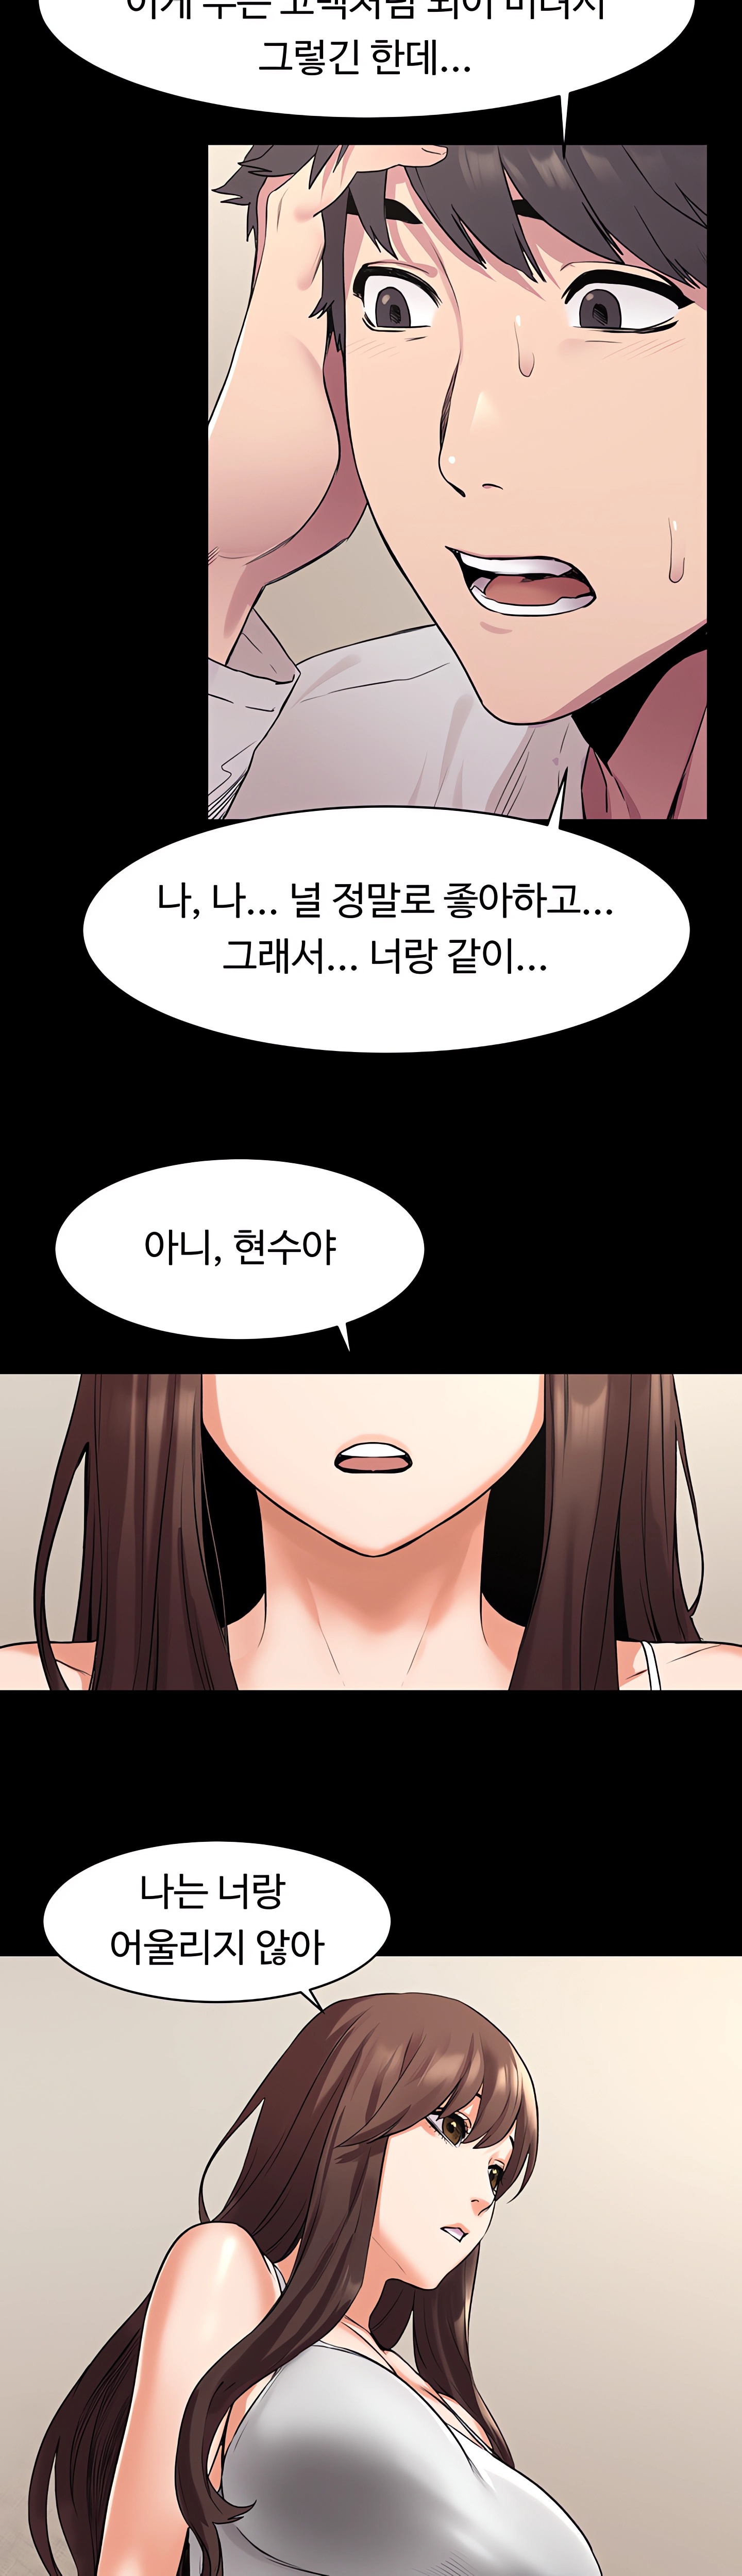 그렇긴 한데...
나, 나... 널 정말로 좋아하고...
그래서... 너랑 같이...
아니, 현수야
나는 너랑
어울리지 않아